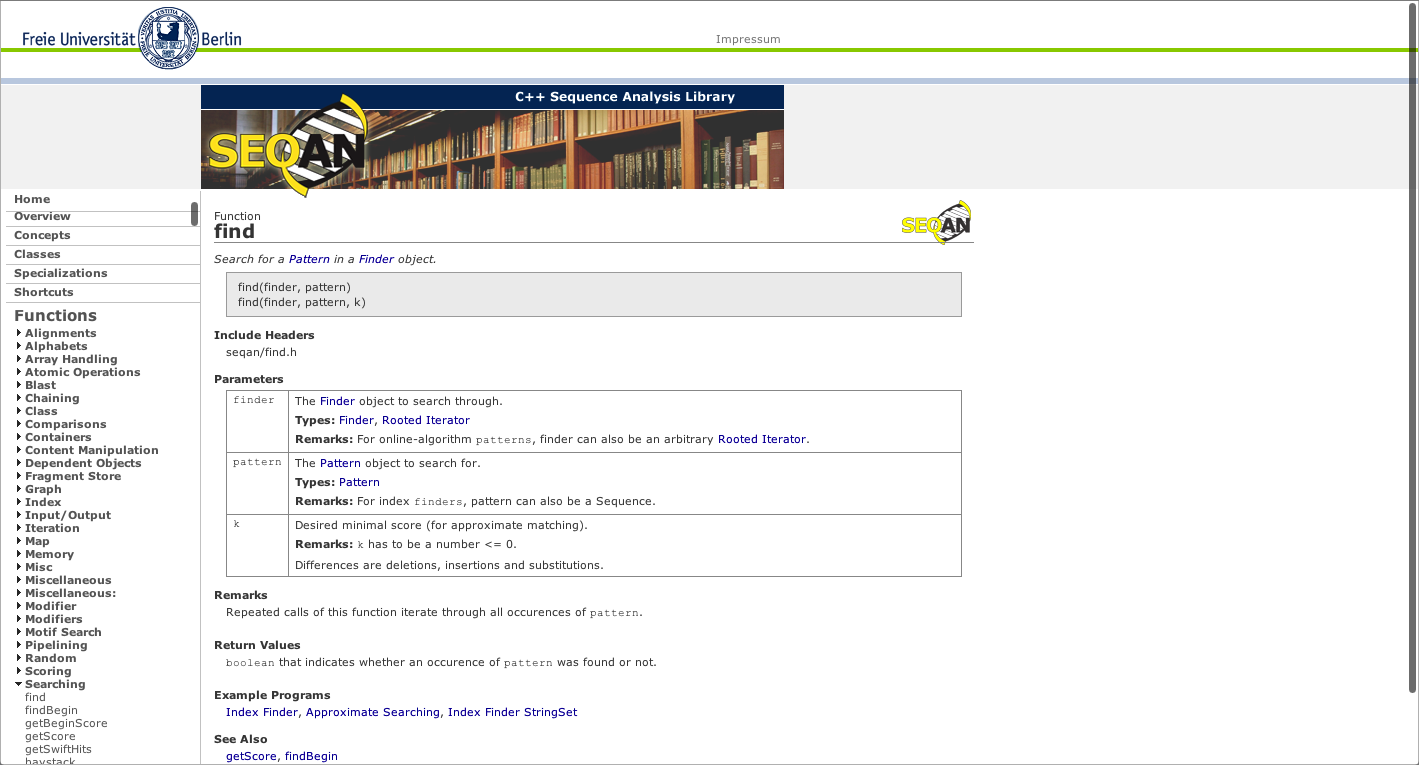 Freie Universität Berlin
Impressum
C++ Sequence Analysis Library
SEQAN
Home
Overview
Concepts
Classes
Specializations
Shortcuts
Functions
Alignments
Alphabets
Array Handling
Atomic Operations
Blast
Chaining
Class
Comparisons
Containers
Content Manipulation
Dependent Objects
Fragment Store
Graph
Index
Input/Output
Iteration
Map
Memory
Misc
Miscellaneous
Miscellaneous:
Modifier
Modifiers
Motif Search
Pipelining
Random
Scoring
Searching
find
findBegin
getBeginScore
getScore
getSwiftHits
haystack
Function
find
SEQAN
Search for a Pattern in a Finder object.
find(finder, pattern)
find(finder, pattern, k)
Include Headers
seqan/find.h
Parameters
finder The Finder object to search through.
Types: Finder, Rooted Iterator
Remarks: For online-algorithm patterns, finder can also be an arbitrary Rooted Iterator.
pattern The Pattern object to search for.
Types: Pattern
Remarks: For index finders, pattern can also be a Sequence.
k Desired minimal score (for approximate matching).
Remarks: k has to be a number <= 0.
Differences are deletions, insertions and substitutions.
Remarks
Repeated calls of this function iterate through all occurences of pattern.
Return Values
boolean that indicates whether an occurence of pattern was found or not.
Example Programs
Index Finder, Approximate Searching, Index Finder StringSet
See Also
getScore, findBegin